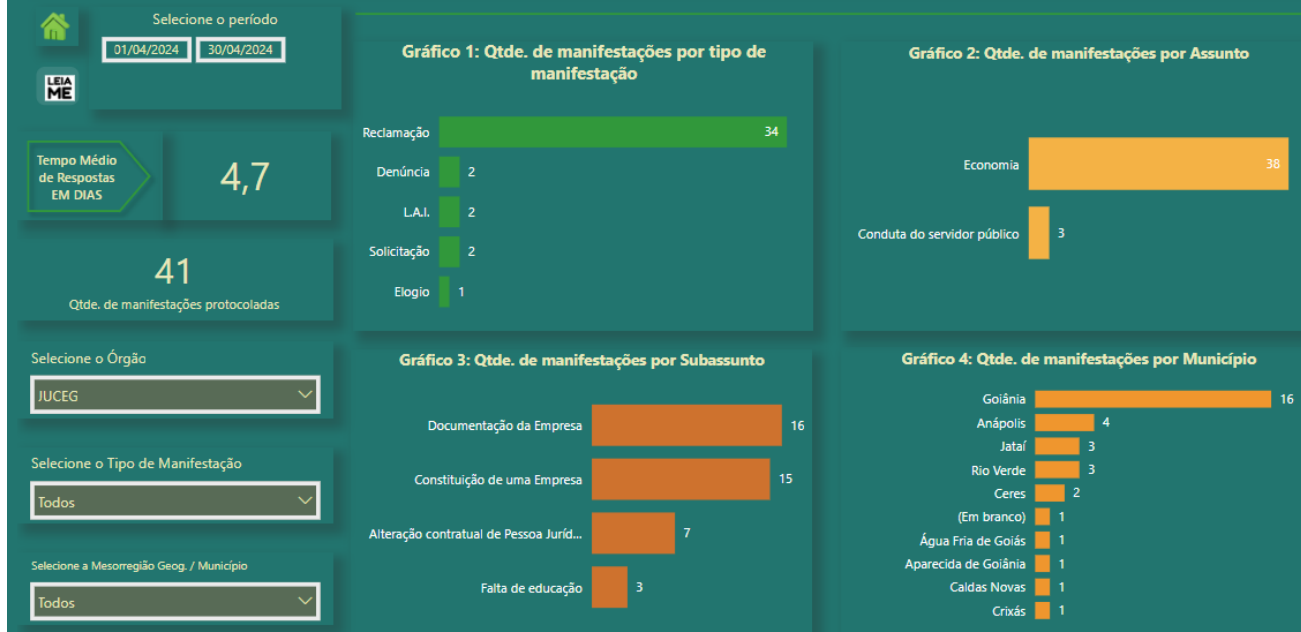 Selecione o período
01/04/2024 30/04/2024
LEIA
ME
Tempo Médio
de Respostas
EM DIAS
4,7
41
Qtde. de manifestações protocoladas
Selecione o Órgão
JUCEG
Selecione o Tipo de Manifestação
Todos
Selecione a Mesorregião Geog. / Município
Todos
Gráfico 1: Qtde. de manifestações por tipo de
manifestação
Reclamação 34
Denúncia 2
L.A.I. 2
Solicitação 2
Elogio 1
Gráfico 2: Qtde. de manifestações por Assunto
Economia 38
Conduta do servidor público 3
Gráfico 3: Qtde. de manifestações por Subassunto
Documentação da Empresa 16
Constituição de uma Empresa 15
Alteração contratual de Pessoa Juríd... 7
Falta de educação 3
Gráfico 4: Qtde. de manifestações por Município
Goiânia 16
Anápolis 4
Jataí 3
Rio Verde 3
Ceres 2
(Em branco) 1
Água Fria de Goiás 1
Aparecida de Goiânia 1
Caldas Novas 1
Crixás 1